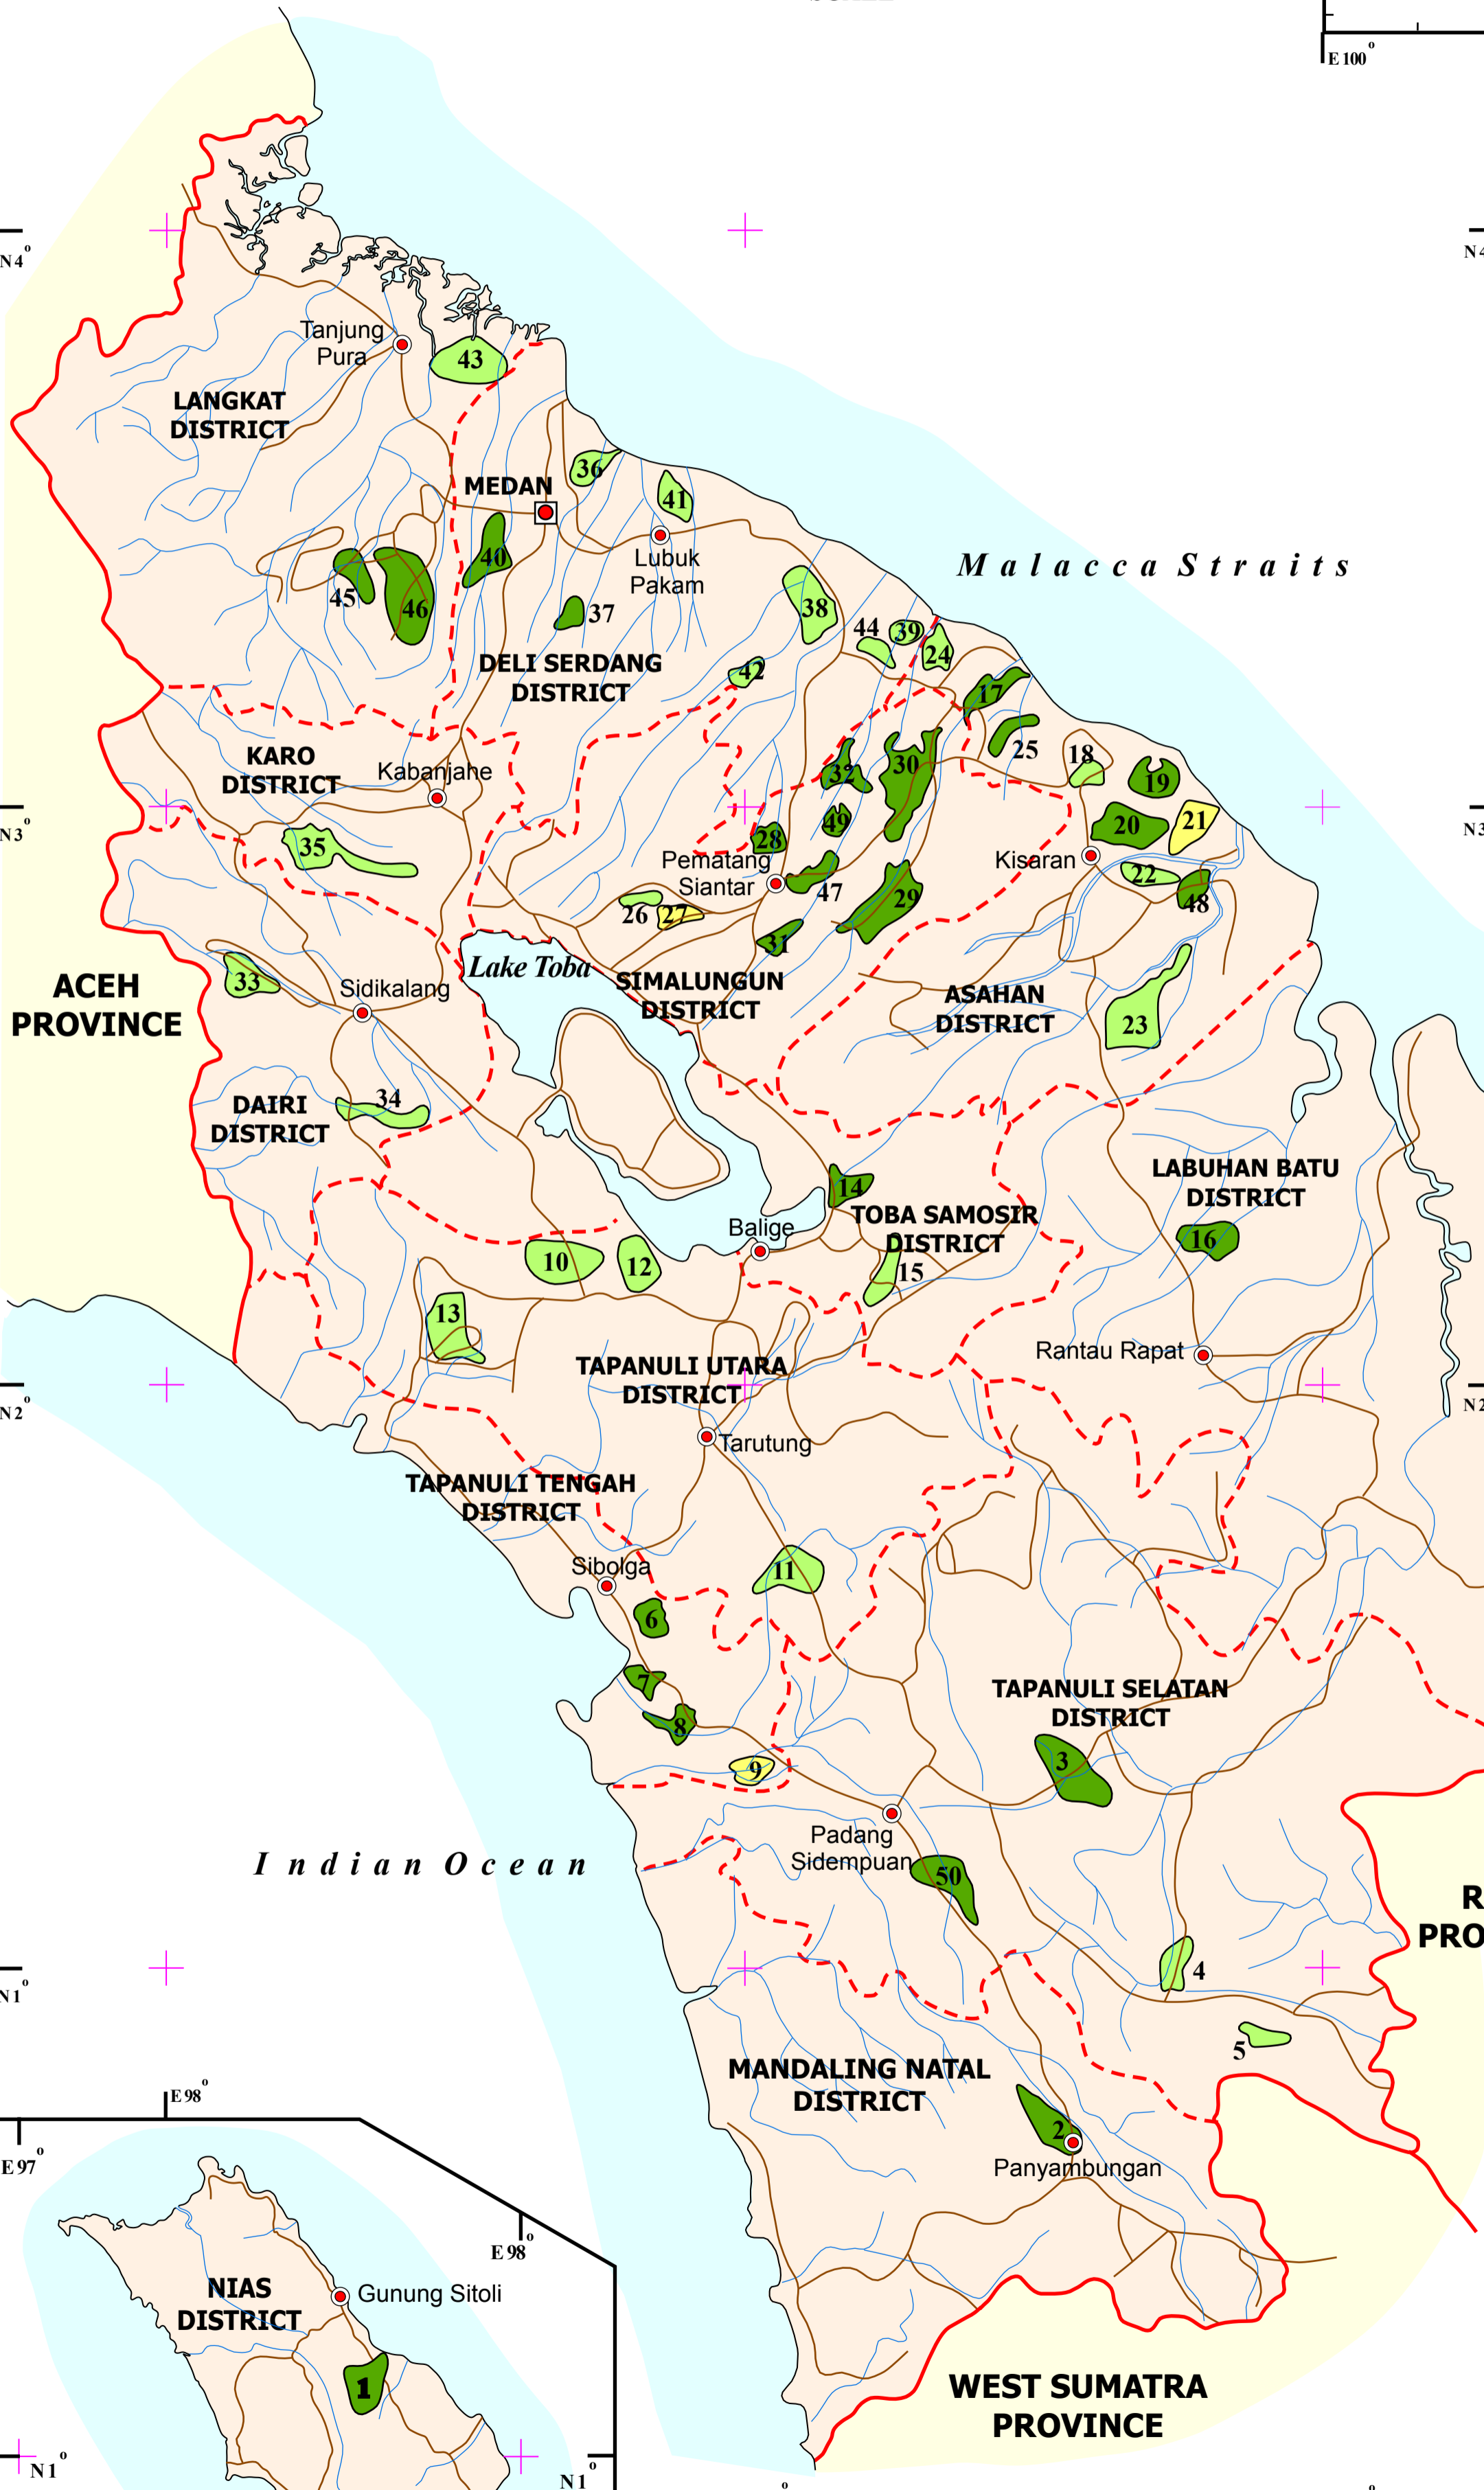 E 100°
N 4°
N 4
Tanjung
Pura
43
LANGKAT
DISTRICT
36
MEDAN
41
40
Lubuk
Pakam
Malacca Straits
45
46
37
38
44
39
24
42
DELI SERDANG
DISTRICT
17
25
18
KARO
DISTRICT
Kabanjahe
32
30
19
N 3°
N 3
49
20
21
28
35
Pematang
Siantar
Kisaran
47
22
48
29
26
27
31
Lake Toba
SIMALUNGUN
DISTRICT
33
Sidikalang
ACEH
PROVINCE
ASAHAN
DISTRICT
23
34
DAIRI
DISTRICT
LABUHAN BATU
DISTRICT
14
TOBA SAMOSIR
DISTRICT
Balige
16
10
12
15
13
Rantau Rapat
TAPANULI UTARA
DISTRICT
N 2°
N 2
Tarutung
TAPANULI TENGAH
DISTRICT
Sibolga
11
6
7
8
TAPANULI SELATAN
DISTRICT
3
9
Padang
Sidempuan
Indian Ocean
50
R
PRO
4
N 1°
5
MANDALING NATAL
DISTRICT
E 98°
2
E 97°
Panyambungan
E 98°
NIAS
DISTRICT
Gunung Sitoli
1
WEST SUMATRA
PROVINCE
N 1°
N 1°